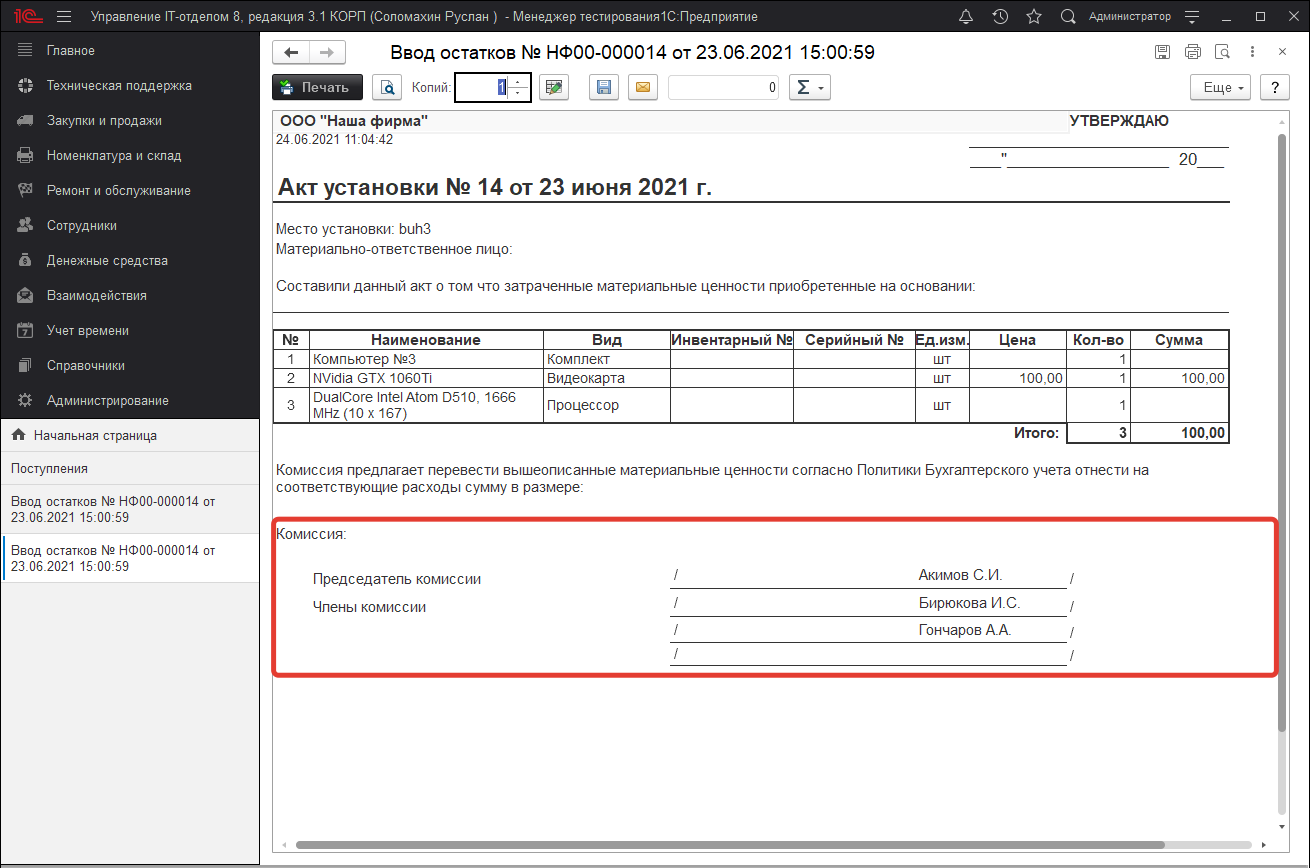 1С Управление IT-отделом 8, редакция 3.1 КОРП (Соломахин Руслан ) - Менеджер тестирования1С:Предприятие Администратор
Главное
Техническая поддержка
Закупки и продажи
Номенклатура и склад
Ремонт и обслуживание
Сотрудники
Денежные средства
Взаимодействия
7 Учет времени
Справочники
Администрирование
Начальная страница
Поступления
Ввод остатков № НФ00-000014 от
23.06.2021 15:00:59
Ввод остатков № НФ00-000014 от
23.06.2021 15:00:59
Ввод остатков № НФ00-000014 от 23.06.2021 15:00:59
Печать Копий: 1 0 Σ Еще ?
ООО "Наша фирма" УТВЕРЖДАЮ
24.06.2021 11:04:42
____"____________________ 20___
Акт установки № 14 от 23 июня 2021 г.
Место установки: buh3
Материально-ответственное лицо:
Составили данный акт о том что затраченные материальные ценности приобретенные на основании:
№ Наименование Вид Инвентарный № Серийный № Ед.изм. Цена Кол-во Сумма
1 Компьютер №3 Комплект шт 1
2 NVidia GTX 1060Ti Видеокарта шт 100,00 1 100,00
3 DualCore Intel Atom D510, 1666 Процессор шт 1
MHz (10 x 167)
Итого: 3 100,00
Комиссия предлагает перевести вышеописанные материальные ценности согласно Политики Бухгалтерского учета отнести на
соответствующие расходы сумму в размере:
Комиссия:
Председатель комиссии / Акимов С.И. /
Члены комиссии / Бирюкова И.С. /
/ Гончаров А.А. /
/ /